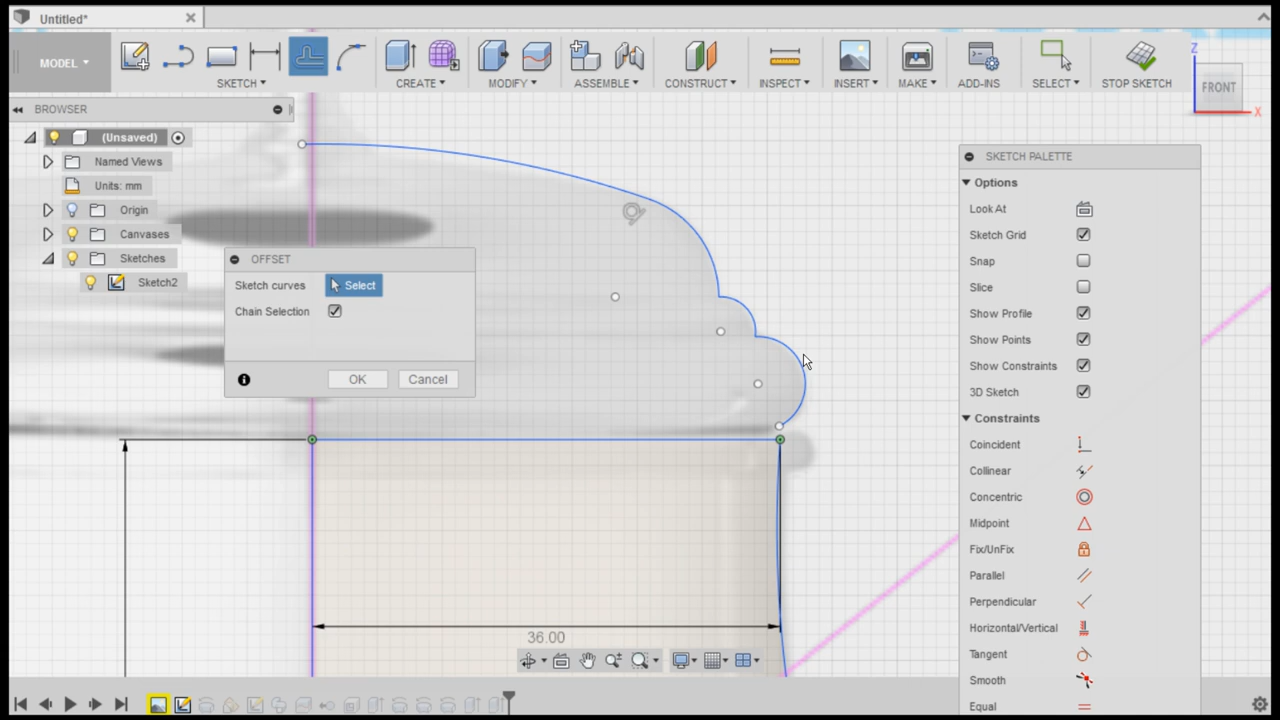 Untitled*
MODEL
SKETCH
CREATE
MODIFY
ASSEMBLE
CONSTRUCT
INSPECT
INSERT
MAKE
ADD-INS
SELECT
STOP SKETCH
Z
FRONT
X
BROWSER
(Unsaved)
Named Views
Units: mm
Origin
Canvases
Sketches
Sketch2
OFFSET
Sketch curves
Select
Chain Selection
OK
Cancel
36.00
SKETCH PALETTE
Options
Look At
Sketch Grid
Snap
Slice
Show Profile
Show Points
Show Constraints
3D Sketch
Constraints
Coincident
Collinear
Concentric
Midpoint
Fix/UnFix
Parallel
Perpendicular
Horizontal/Vertical
Tangent
Smooth
Equal